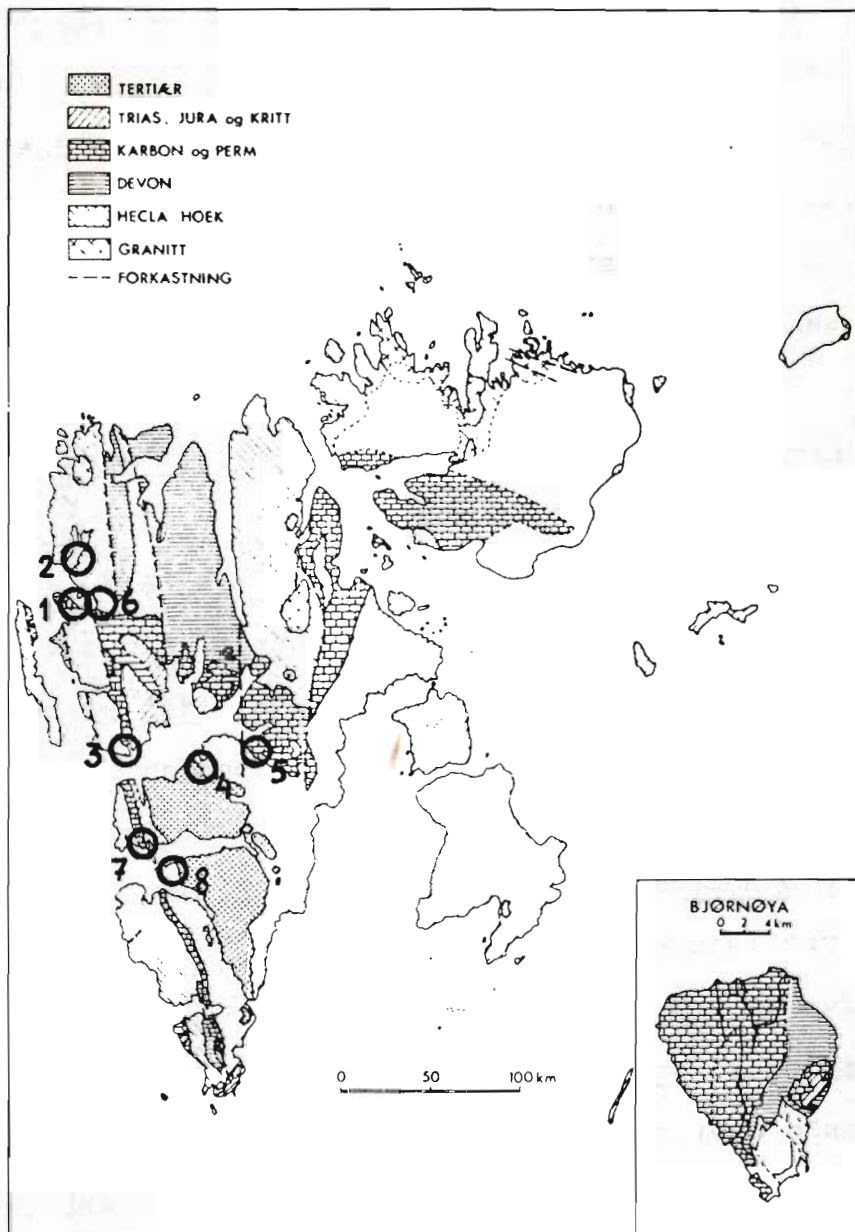 TERTIÆR
TRIAS, JURA og KRITT
KARBON og PERM
DEVON
HECLA HOEK
GRANITT
FORKASTNING
2
1
6
3
4
5
7
8
BJØRNØYA
0 2 4 km
0 50 100 km